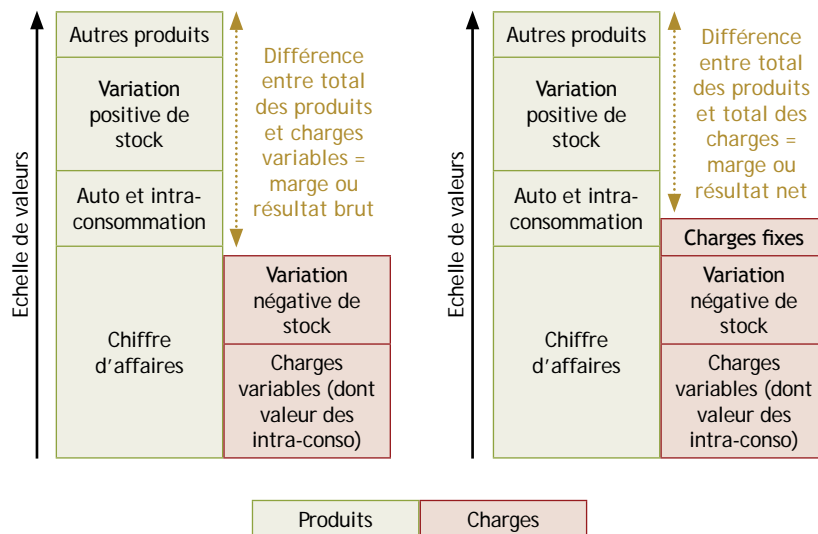 Echelle de valeurs
Autres produits
Variation
positive de
stock
Auto et intra-
consommation
Chiffre
d'affaires
Différence
entre total
des produits
et charges
variables =
marge ou
résultat brut
Variation
négative de
stock
Charges
variables (dont
valeur des
intra-conso)
Echelle de valeurs
Autres produits
Variation
positive de
stock
Auto et intra-
consommation
Chiffre
d'affaires
Différence
entre total
des produits
et total des
charges =
marge ou
résultat net
Charges fixes
Variation
négative de
stock
Charges
variables (dont
valeur des
intra-conso)
Produits
Charges